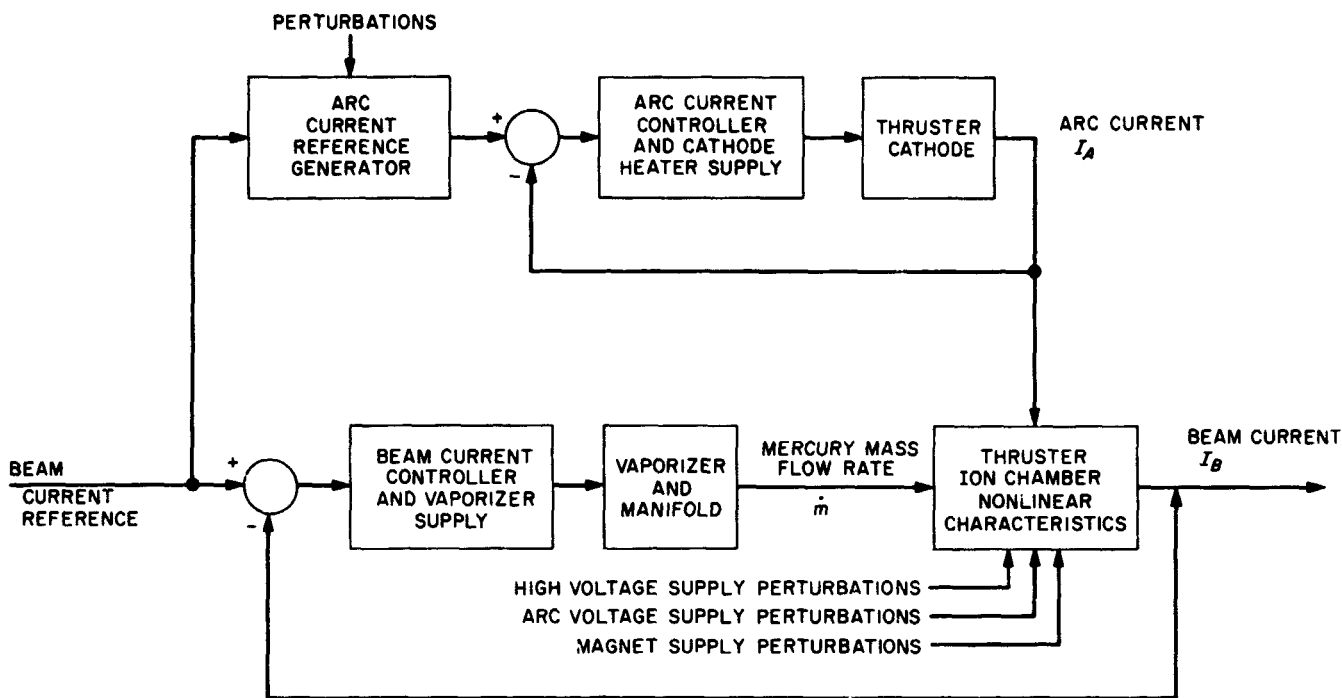 PERTURBATIONS
ARC
CURRENT
REFERENCE
GENERATOR
+
-
ARC CURRENT
CONTROLLER
AND CATHODE
HEATER SUPPLY
THRUSTER
CATHODE
ARC CURRENT
I_A
BEAM
CURRENT
REFERENCE
+
-
BEAM CURRENT
CONTROLLER
AND VAPORIZER
SUPPLY
VAPORIZER
AND
MANIFOLD
MERCURY MASS
FLOW RATE
ṁ
THRUSTER
ION CHAMBER
NONLINEAR
CHARACTERISTICS
BEAM CURRENT
I_B
HIGH VOLTAGE SUPPLY PERTURBATIONS
ARC VOLTAGE SUPPLY PERTURBATIONS
MAGNET SUPPLY PERTURBATIONS